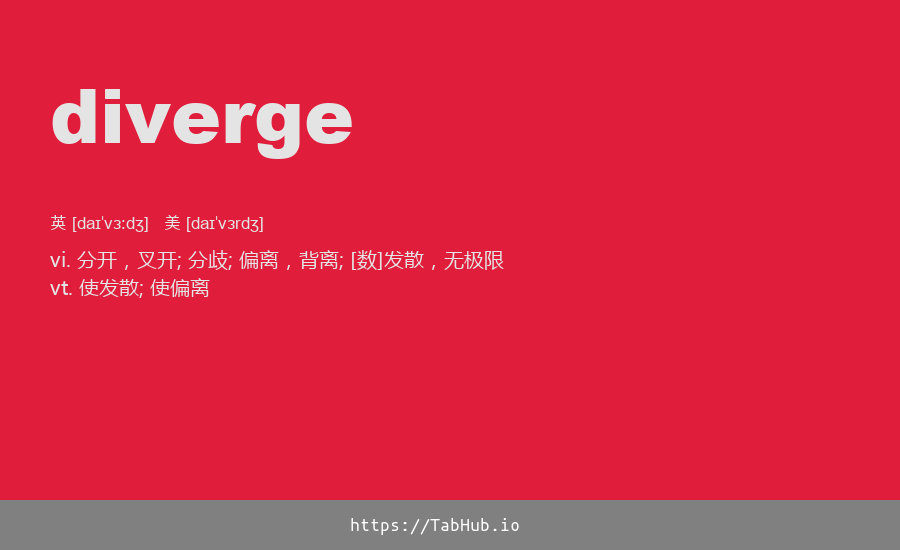 diverge
英 [daɪˈvɜːdʒ] 美 [daɪˈvɜrdʒ]
vi. 分开，叉开; 分歧; 偏离，背离; [数]发散，无极限
vt. 使发散; 使偏离
https://TabHub.io